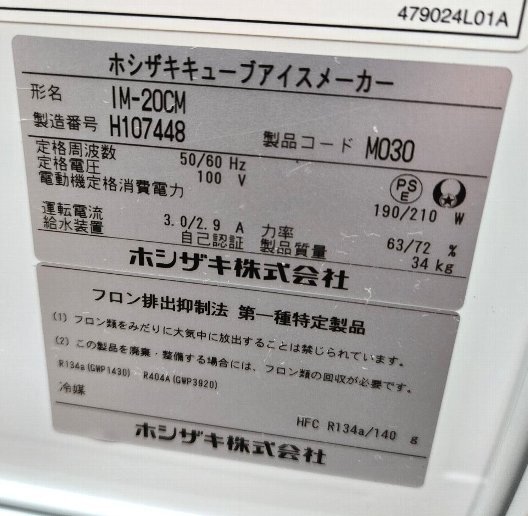 479024L01A
ホシザキキューブアイスメーカー
形名 IM-20CM
製造番号 H107448 製品コード M030
定格周波数 50/60 Hz
定格電圧 100 V
電動機定格消費電力 190/210 W
PS E
運転電流 3.0/2.9 A 力率 63/72 %
給水装置 自己認証 製品質量 34 kg
ホシザキ株式会社
フロン排出抑制法 第一種特定製品
(1) フロン類をみだりに大気中に放出することは禁じられています。
(2) この製品を廃棄・整備する場合には、フロン類の回収が必要です。
R134a(GWP1430) R404A(GWP3920)
冷媒 HFC R134a/140 g
ホシザキ株式会社